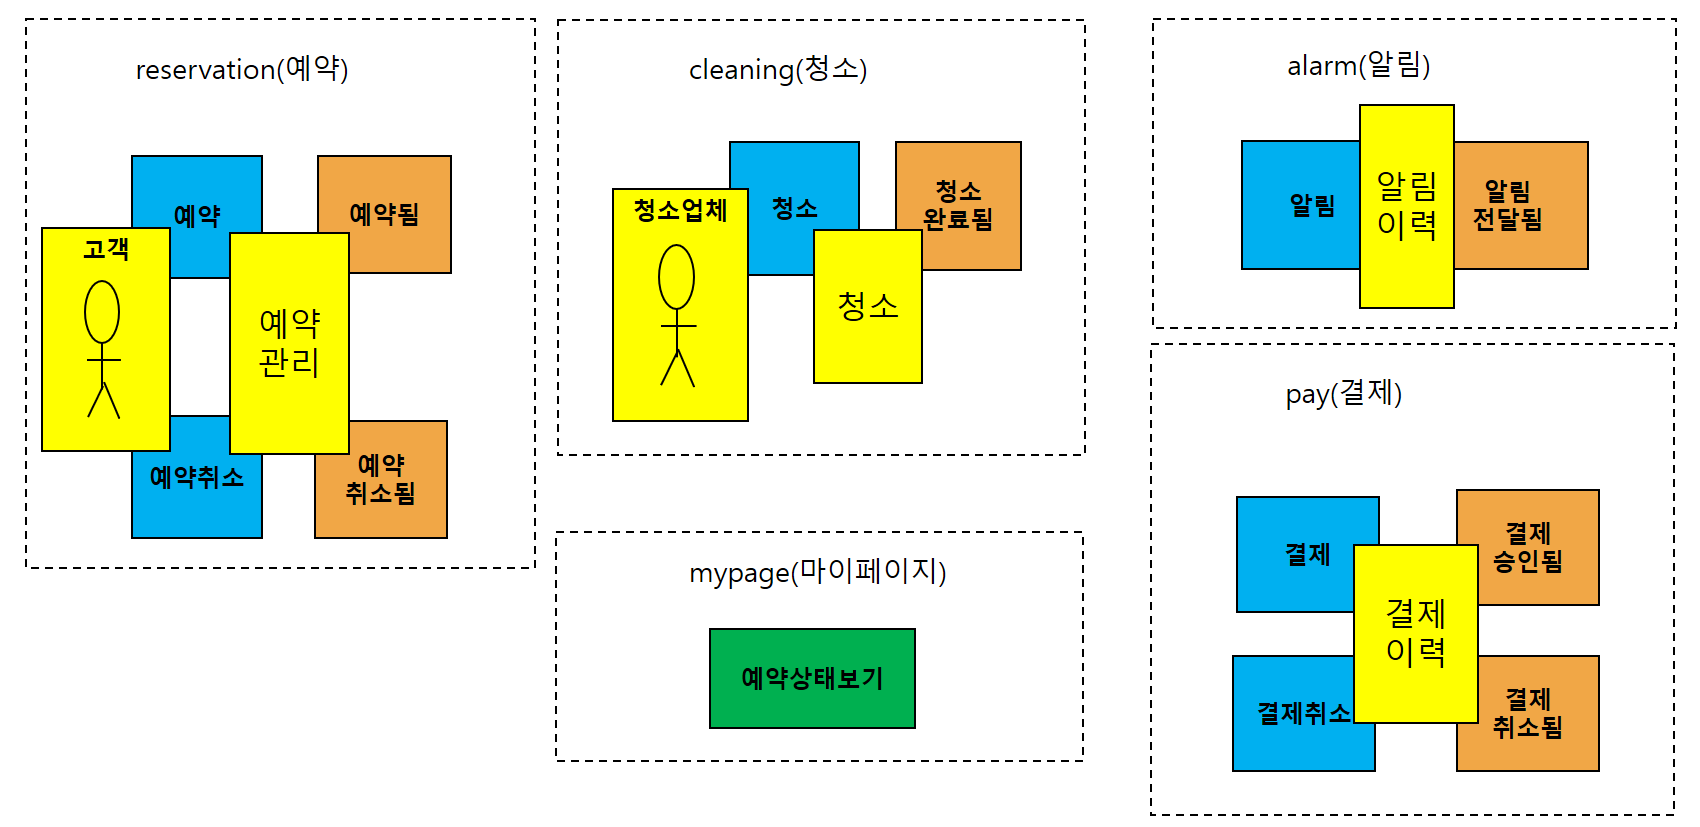 reservation(예약)
예약
예약됨
고객
예약
관리
예약취소
예약
취소됨
cleaning(청소)
청소업체
청소
청소
완료됨
청소
mypage(마이페이지)
예약상태보기
alarm(알림)
알림
알림
이력
알림
전달됨
pay(결제)
결제
결제
승인됨
결제
이력
결제취소
결제
취소됨